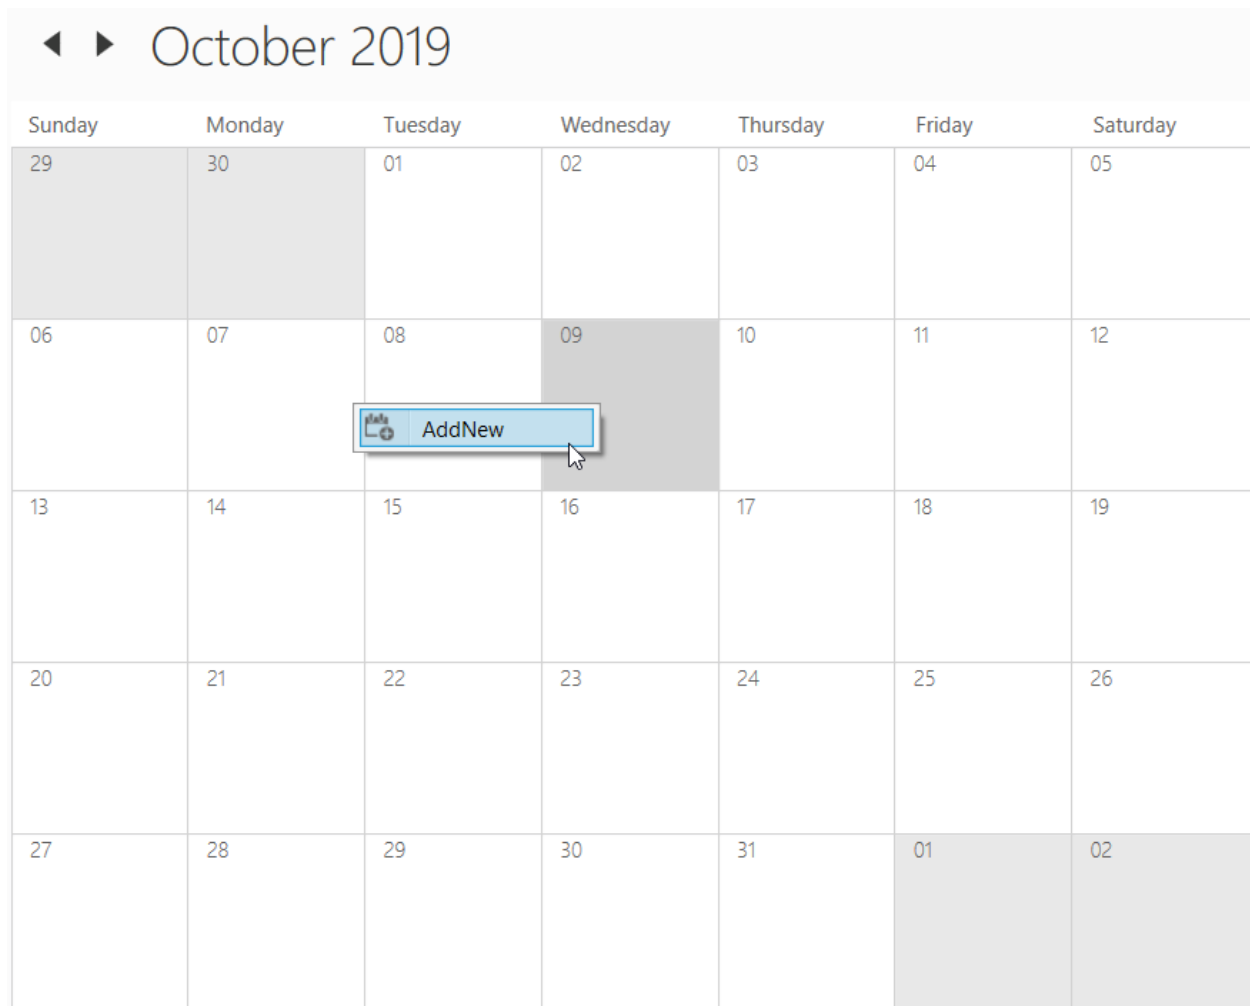 October 2019
Sunday Monday Tuesday Wednesday Thursday Friday Saturday
29 30 01 02 03 04 05
06 07 08 09 10 11 12
AddNew
13 14 15 16 17 18 19
20 21 22 23 24 25 26
27 28 29 30 31 01 02